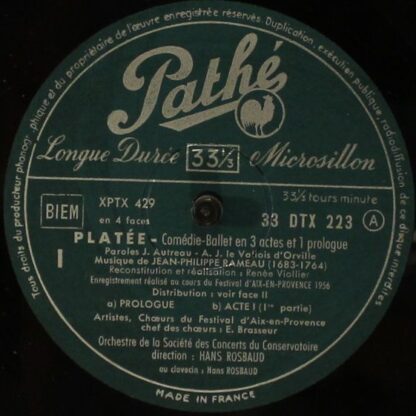 Tous droits du producteur phonographique et du propriétaire de l'œuvre enregistrée réservés. Duplication, exécution publique, radiodiffusion de ce disque interdites
Pathé
Longue Durée 33⅓ Microsillon
BIEM
XPTX 429
en 4 faces
33⅓ tours minute
33 DTX 223 A
I
PLATÉE - Comédie-Ballet en 3 actes et 1 prologue
Paroles J. Autreau - A. J. le Valois d'Orville
Musique de JEAN-PHILIPPE RAMEAU (1683-1764)
Reconstitution et réalisation : Renée Viollier
Enregistrement réalisé au cours du Festival d'AIX-EN-PROVENCE 1956
Distribution : voir face II
a) PROLOGUE b) ACTE I (1re partie)
Artistes, Chœurs du Festival d'Aix-en-Provence
chef des chœurs : E. Brasseur
Orchestre de la Société des Concerts du Conservatoire
direction : HANS ROSBAUD
au clavecin : Hans ROSBAUD
MADE IN FRANCE